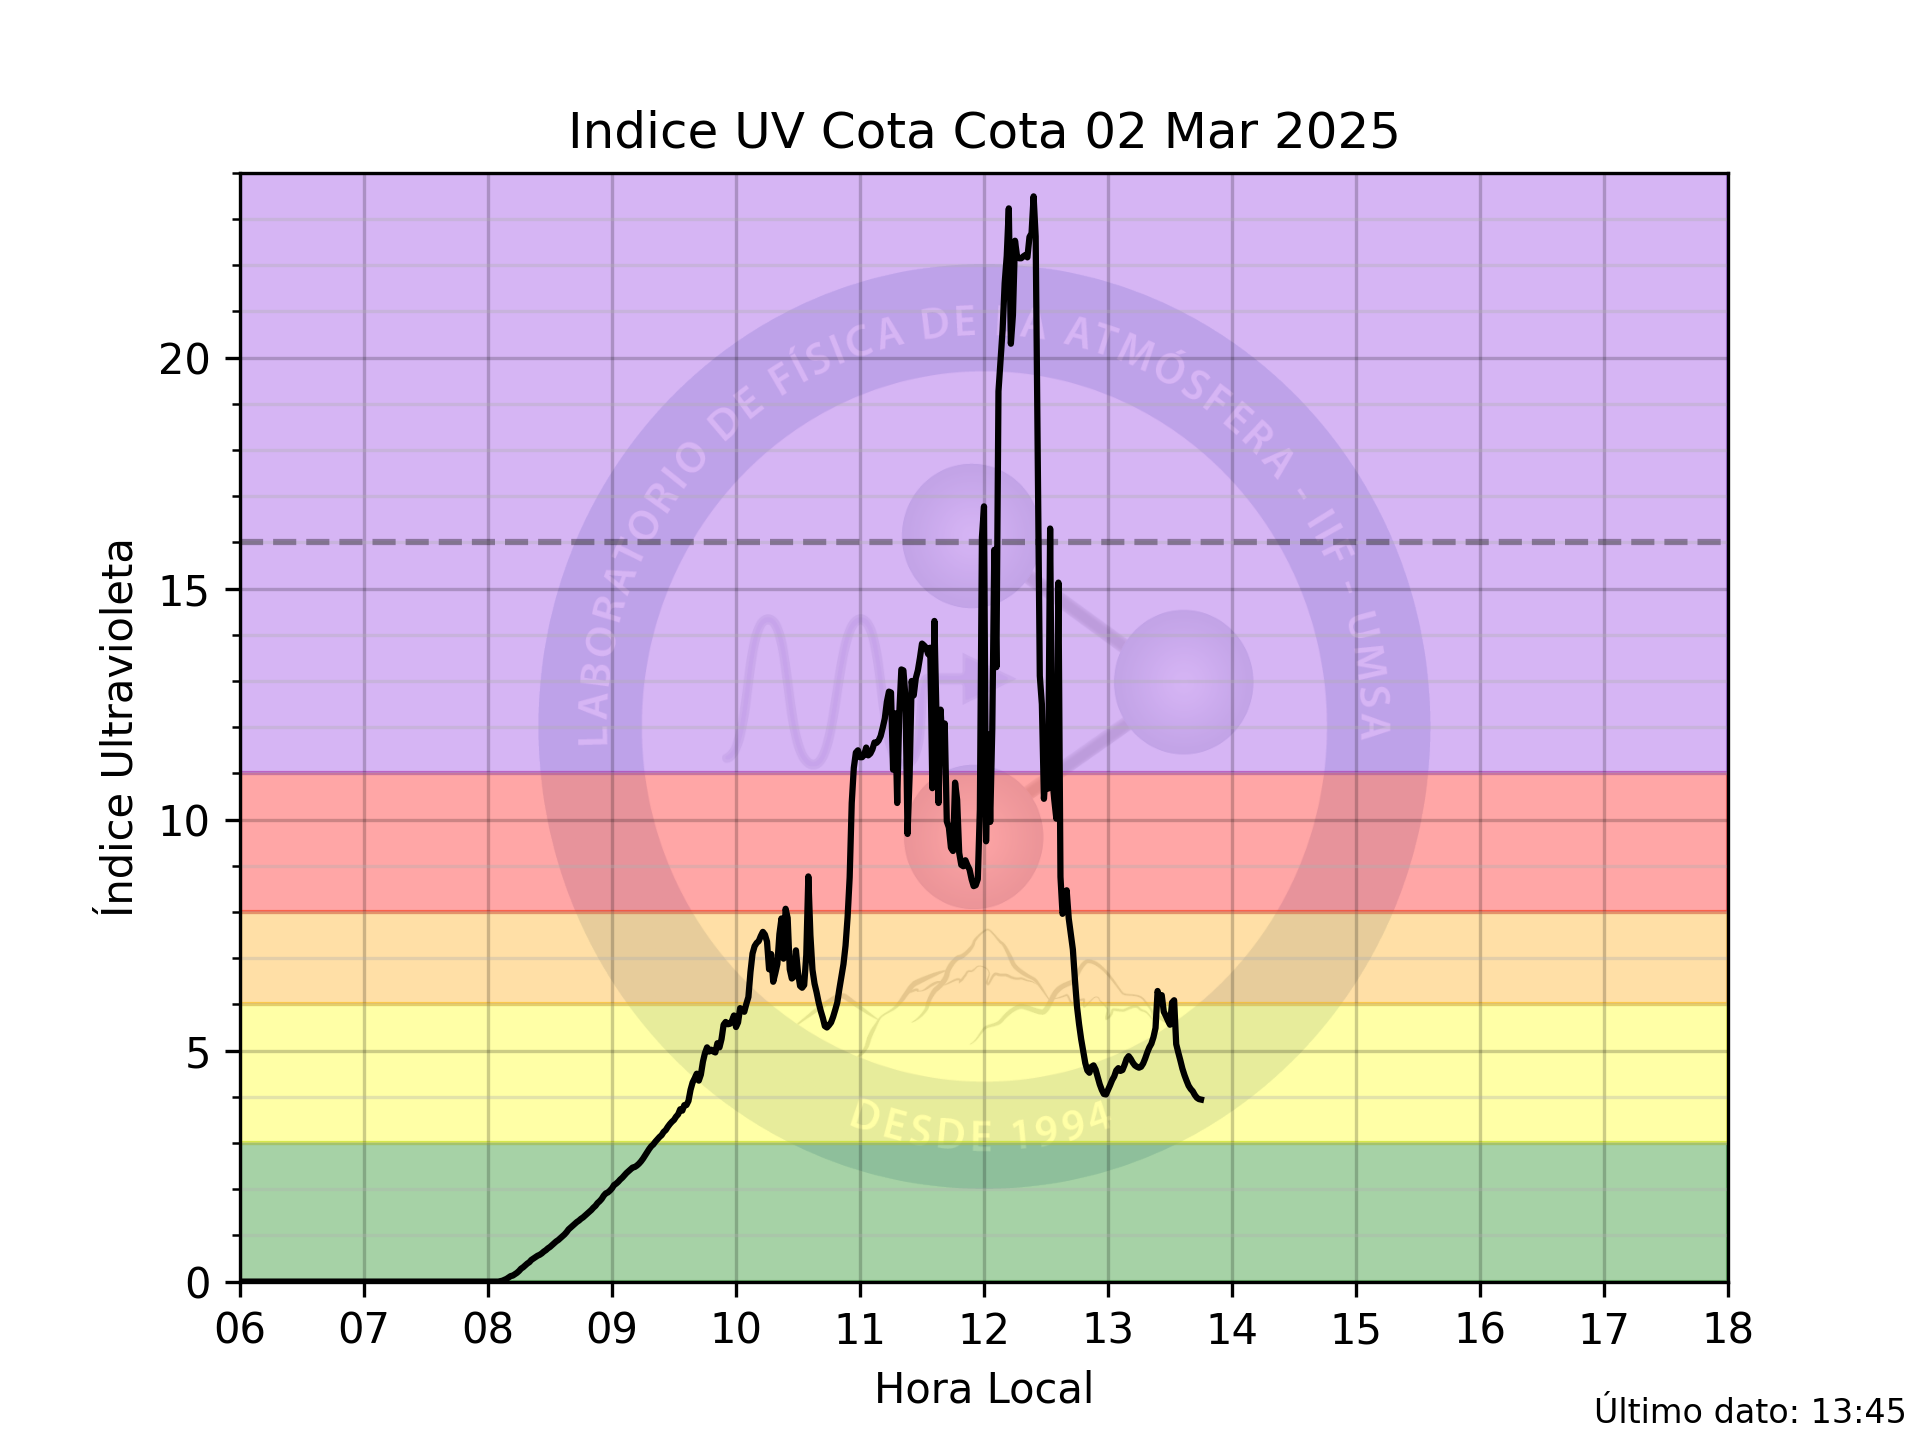 Indice UV Cota Cota 02 Mar 2025
Índice Ultravioleta
20
15
10
5
0
06 07 08 09 10 11 12 13 14 15 16 17 18
Hora Local
Último dato: 13:45
LABORATORIO DE FÍSICA DE LA ATMÓSFERA - IIF - UMSA
DESDE 1994